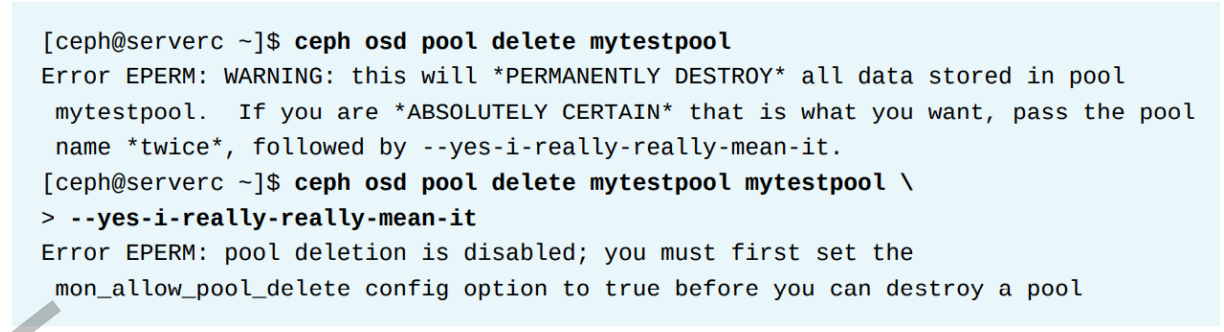 [ceph@serverc ~]$ ceph osd pool delete mytestpool
Error EPERM: WARNING: this will *PERMANENTLY DESTROY* all data stored in pool
mytestpool.  If you are *ABSOLUTELY CERTAIN* that is what you want, pass the pool
name *twice*, followed by --yes-i-really-really-mean-it.
[ceph@serverc ~]$ ceph osd pool delete mytestpool mytestpool \
> --yes-i-really-really-mean-it
Error EPERM: pool deletion is disabled; you must first set the
mon_allow_pool_delete config option to true before you can destroy a pool